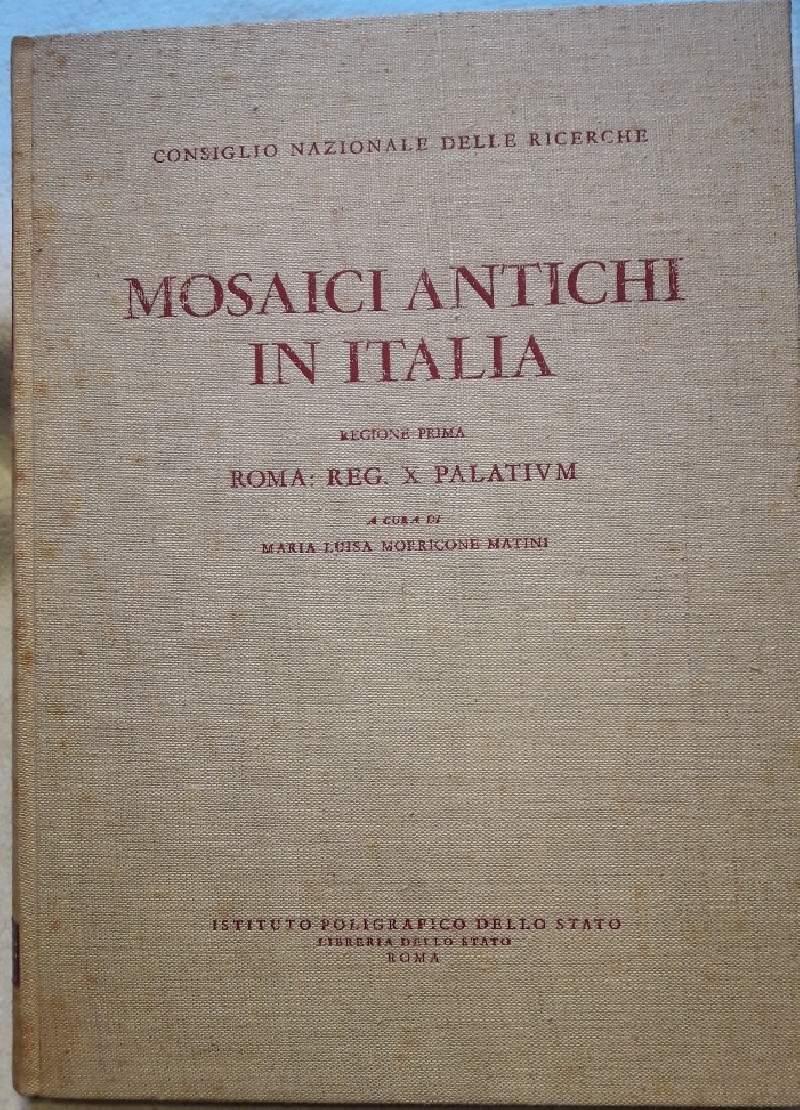 CONSIGLIO NAZIONALE DELLE RICERCHE
MOSAICI ANTICHI
IN ITALIA
REGIONE PRIMA
ROMA: REG. X PALATIVM
A CURA DI
MARIA LUISA MORRICONE MATINI
ISTITUTO POLIGRAFICO DELLO STATO
LIBRERIA DELLO STATO
ROMA